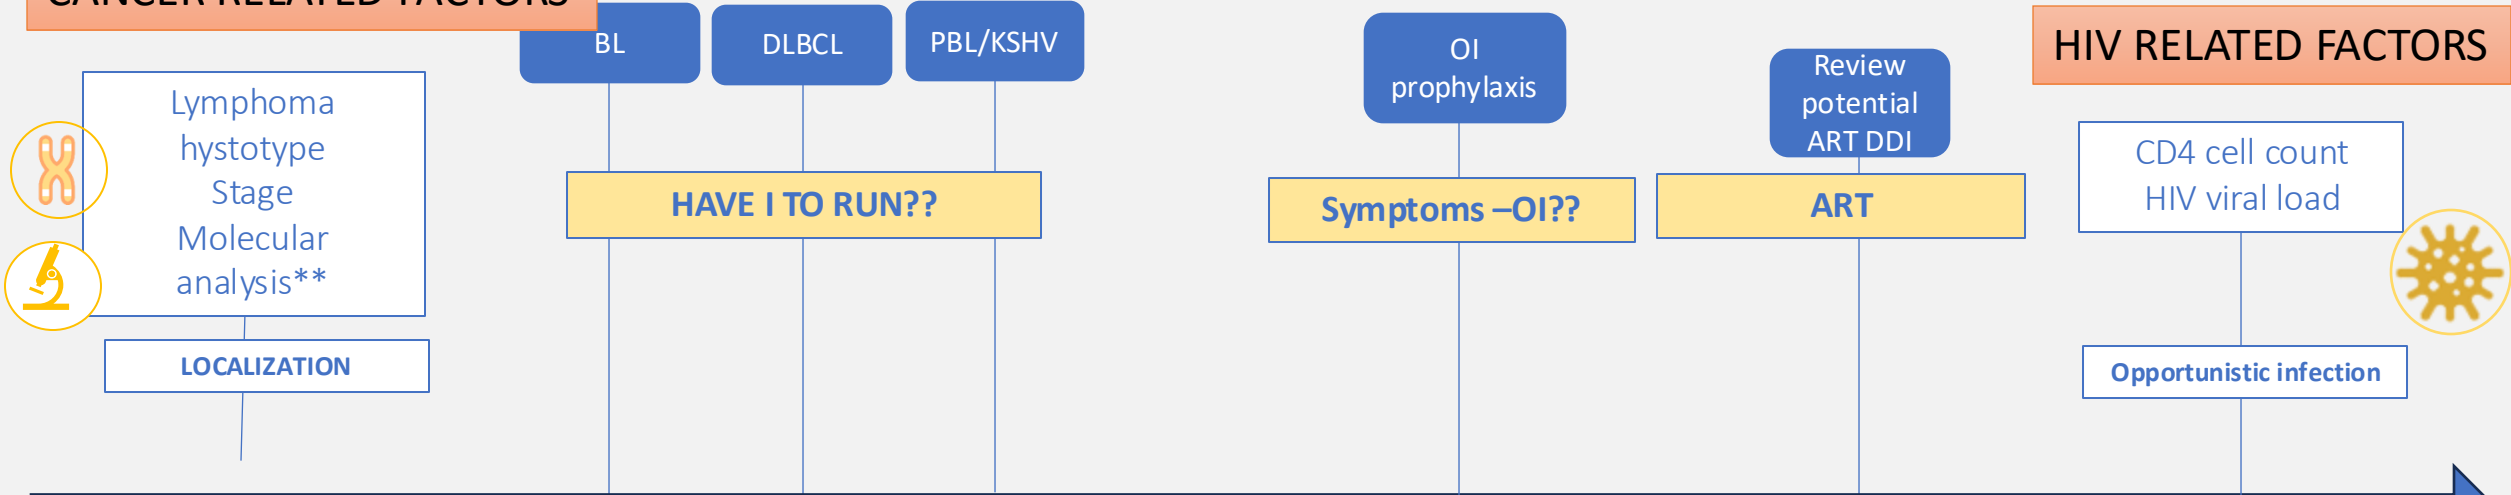 CANCER RELATED FACTORS
BL
DLBCL
PBL/KSHV
OI
prophylaxis
Review
potential
ART DDI
HIV RELATED FACTORS
Lymphoma
hystotype
Stage
Molecular
analysis**
HAVE I TO RUN??
Symptoms –OI??
ART
CD4 cell count
HIV viral load
LOCALIZATION
Opportunistic infection